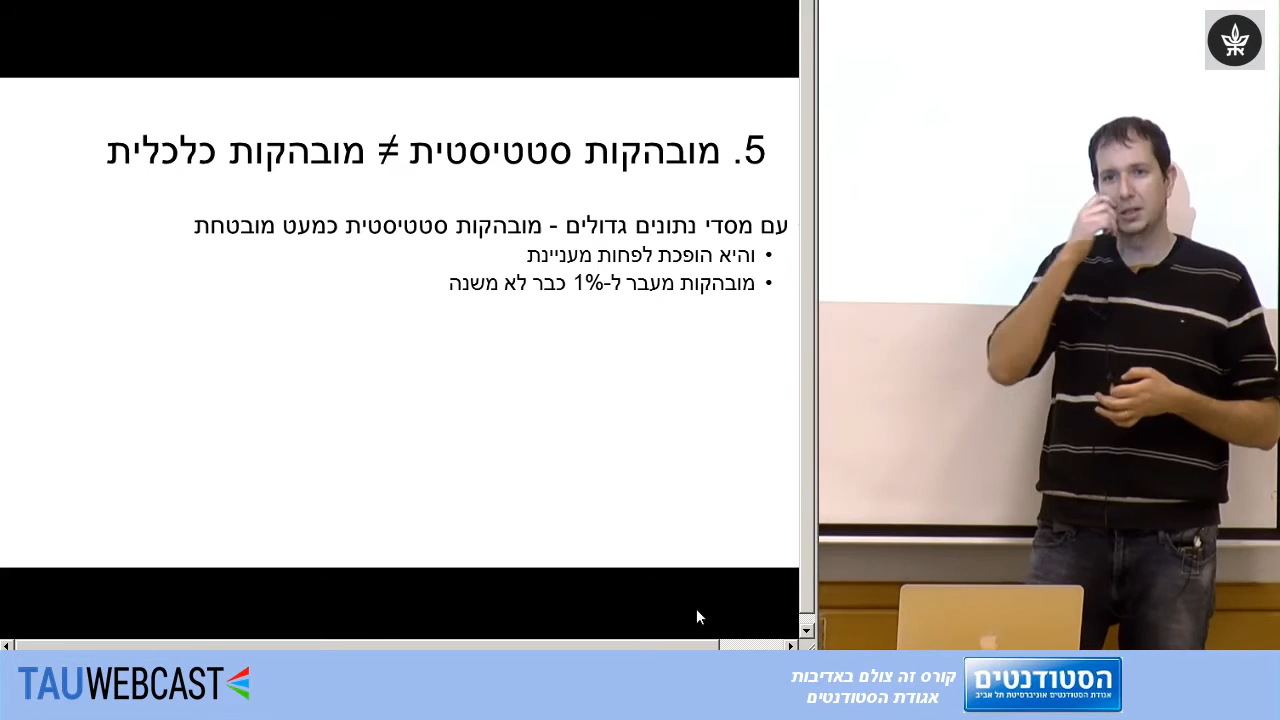 5. מובהקות סטטיסטית ≠ מובהקות כלכלית
עם מסדי נתונים גדולים - מובהקות סטטיסטית כמעט מובטחת
• והיא הופכת לפחות מעניינת
• מובהקות מעבר ל-1% כבר לא משנה
TAUWEBCAST
קורס זה צולם באדיבות
אגודת הסטודנטים
הסטודנטים
אגודת הסטודנטים אוניברסיטת תל אביב